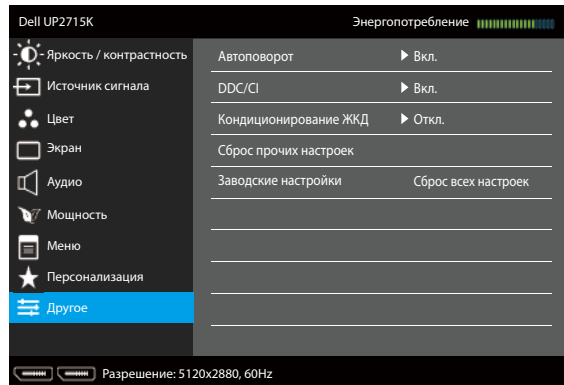 Dell UP2715K Энергопотребление
Яркость / контрастность
Источник сигнала
Цвет
Экран
Аудио
Мощность
Меню
Персонализация
Другое
Автоповорот Вкл.
DDC/CI Вкл.
Кондиционирование ЖКД Откл.
Сброс прочих настроек
Заводские настройки Сброс всех настроек
Разрешение: 5120x2880, 60Hz